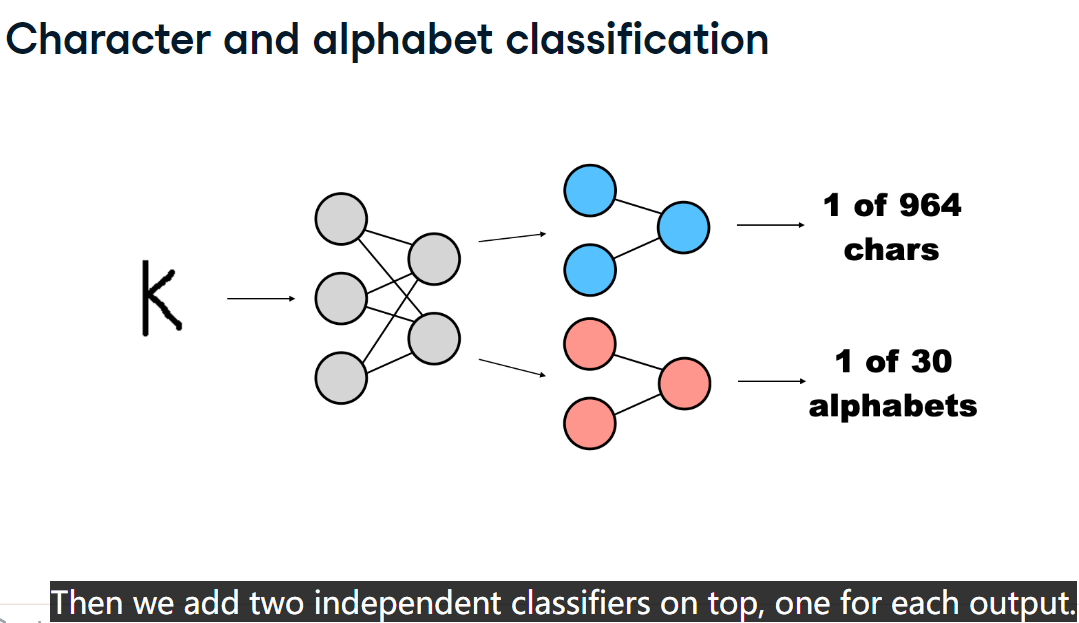 Character and alphabet classification
k
1 of 964
chars
1 of 30
alphabets
Then we add two independent classifiers on top, one for each output.